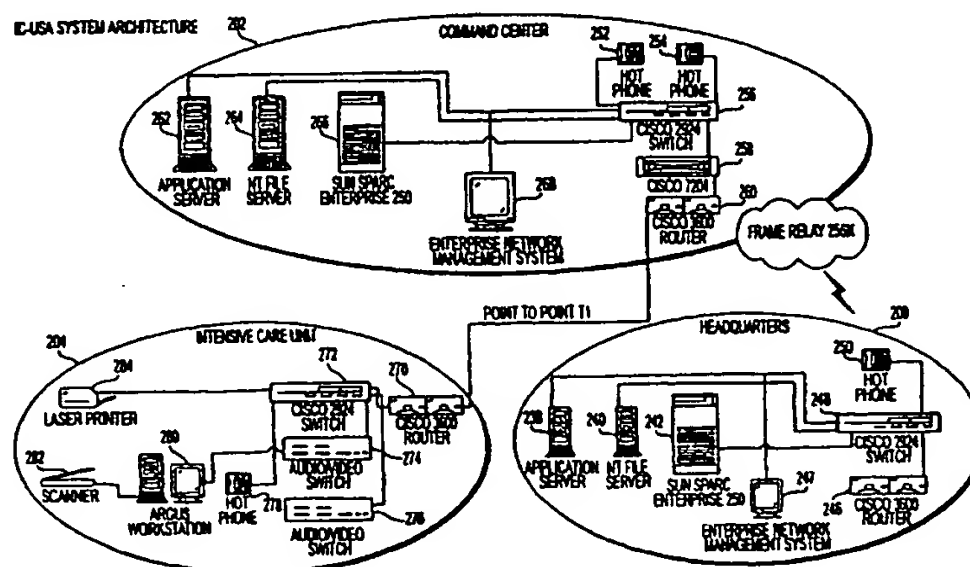 IC-USA SYSTEM ARCHITECTURE
202
COMMAND CENTER
252
254
HOT
PHONE
HOT
PHONE
256
CISCO 2924
SWITCH
262
264
266
258
CISCO 7204
268
260
CISCO 3600
ROUTER
APPLICATION
SERVER
NT FILE
SERVER
SUN SPARC
ENTERPRISE 250
ENTERPRISE NETWORK
MANAGEMENT SYSTEM
FRAME RELAY 256K
POINT TO POINT T1
204
INTENSIVE CARE UNIT
284
LASER PRINTER
272
CISCO 2924
SWITCH
270
CISCO 3600
ROUTER
282
SCANNER
280
ARGUS
WORKSTATION
HOT
PHONE
278
AUDIO/VIDEO
SWITCH
274
AUDIO/VIDEO
SWITCH
276
HEADQUARTERS
200
250
HOT
PHONE
248
CISCO 2924
SWITCH
238
APPLICATION
SERVER
240
NT FILE
SERVER
242
SUN SPARC
ENTERPRISE 250
247
ENTERPRISE NETWORK
MANAGEMENT SYSTEM
246
CISCO 3600
ROUTER